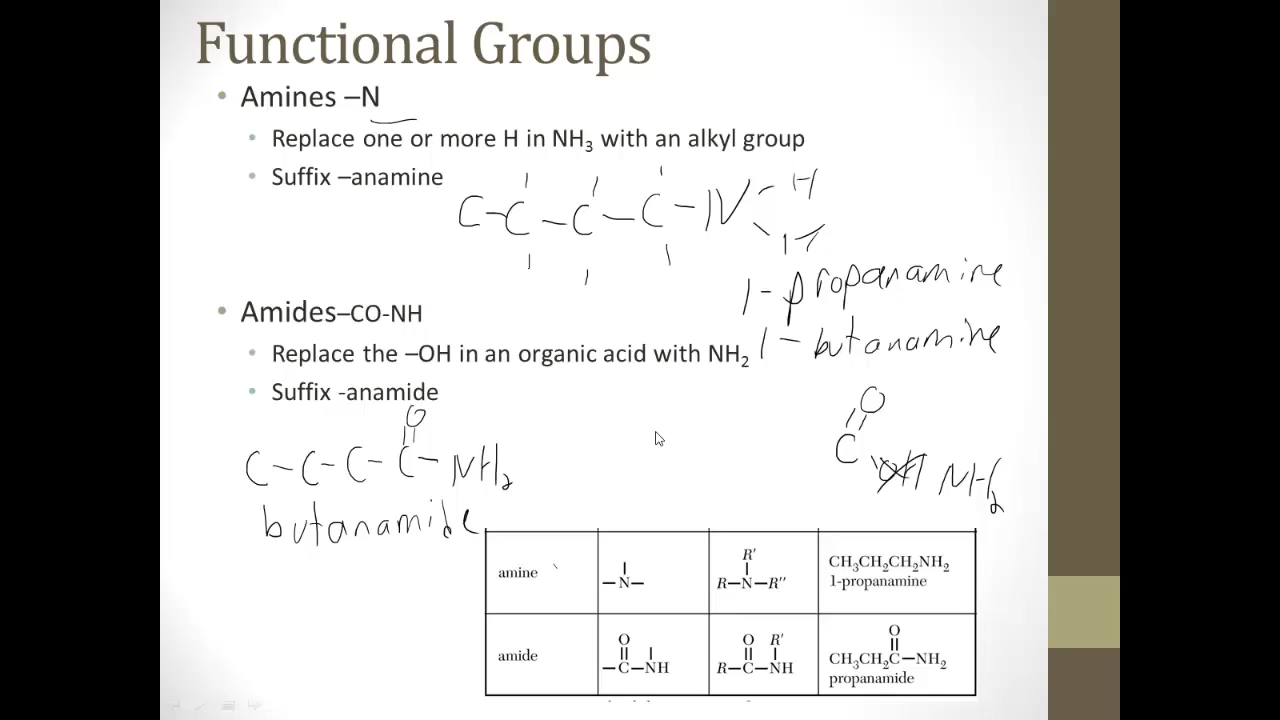 Functional Groups
• Amines –N
• Replace one or more H in NH₃ with an alkyl group
• Suffix –anamine
C-C-C-C-N
H
H
1-propanamine
• Amides–CO-NH
1-butanamine
• Replace the –OH in an organic acid with NH₂
• Suffix -anamide
O
C-C-C-C-NH₂
O
C OH NH₂
butanamide
amine
–N–
R'
R–N–R''
CH₃CH₂CH₂NH₂
1-propanamine
amide
O
–C–NH
O R'
R–C–NH
O
CH₃CH₂C–NH₂
propanamide